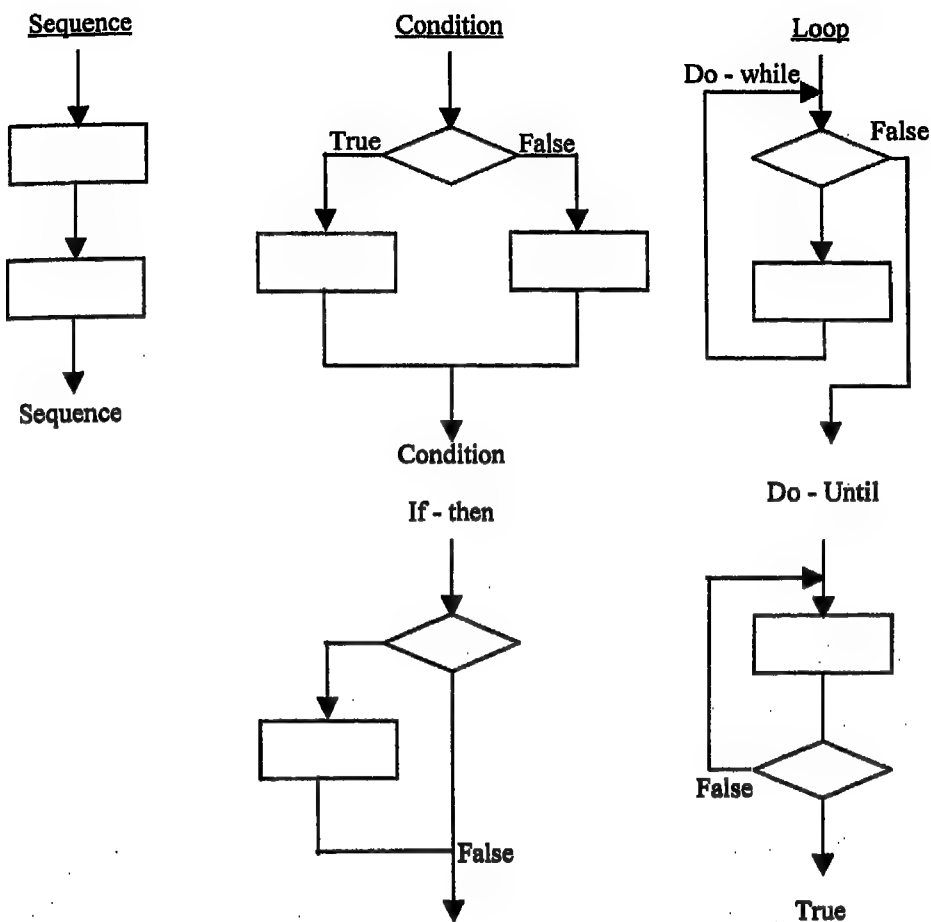 Sequence
Condition
Loop
Do - while
True
False
False
Sequence
Condition
If - then
Do - Until
False
False
True